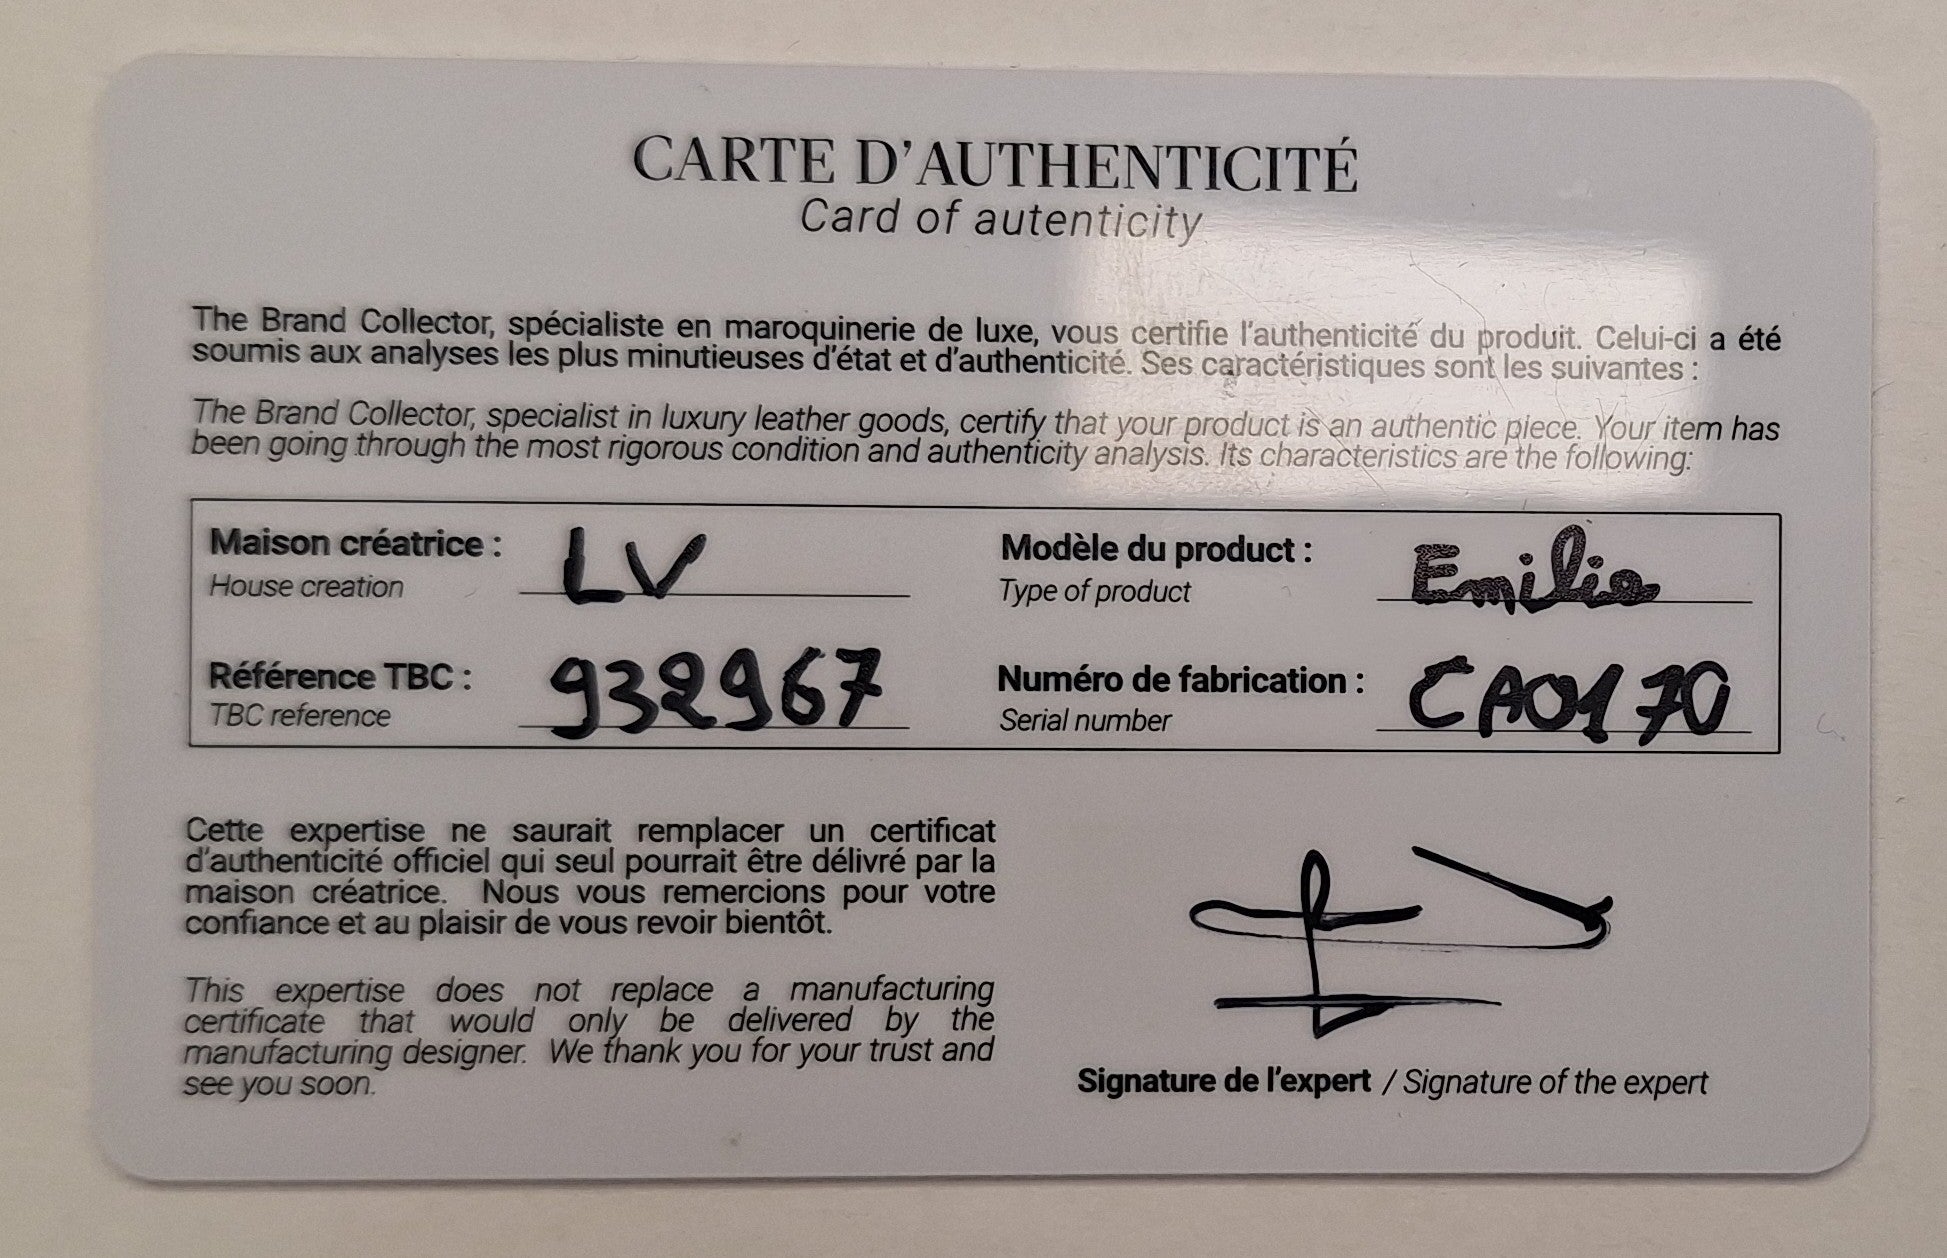 CARTE D'AUTHENTICITÉ
Card of autenticity
The Brand Collector, spécialiste en maroquinerie de luxe, vous certifie l'authenticité du produit. Celui-ci a été
soumis aux analyses les plus minutieuses d'état et d'authenticité. Ses caractéristiques sont les suivantes :
The Brand Collector, specialist in luxury leather goods, certify that your product is an authentic piece. Your item has
been going through the most rigorous condition and authenticity analysis. Its characteristics are the following:
Maison créatrice : LV Modèle du product : Emilie
House creation Type of product
Référence TBC : 932967 Numéro de fabrication : CA0170
TBC reference Serial number
Cette expertise ne saurait remplacer un certificat
d'authenticité officiel qui seul pourrait être délivré par la
maison créatrice. Nous vous remercions pour votre
confiance et au plaisir de vous revoir bientôt.
This expertise does not replace a manufacturing
certificate that would only be delivered by the
manufacturing designer. We thank you for your trust and
see you soon.
Signature de l'expert / Signature of the expert